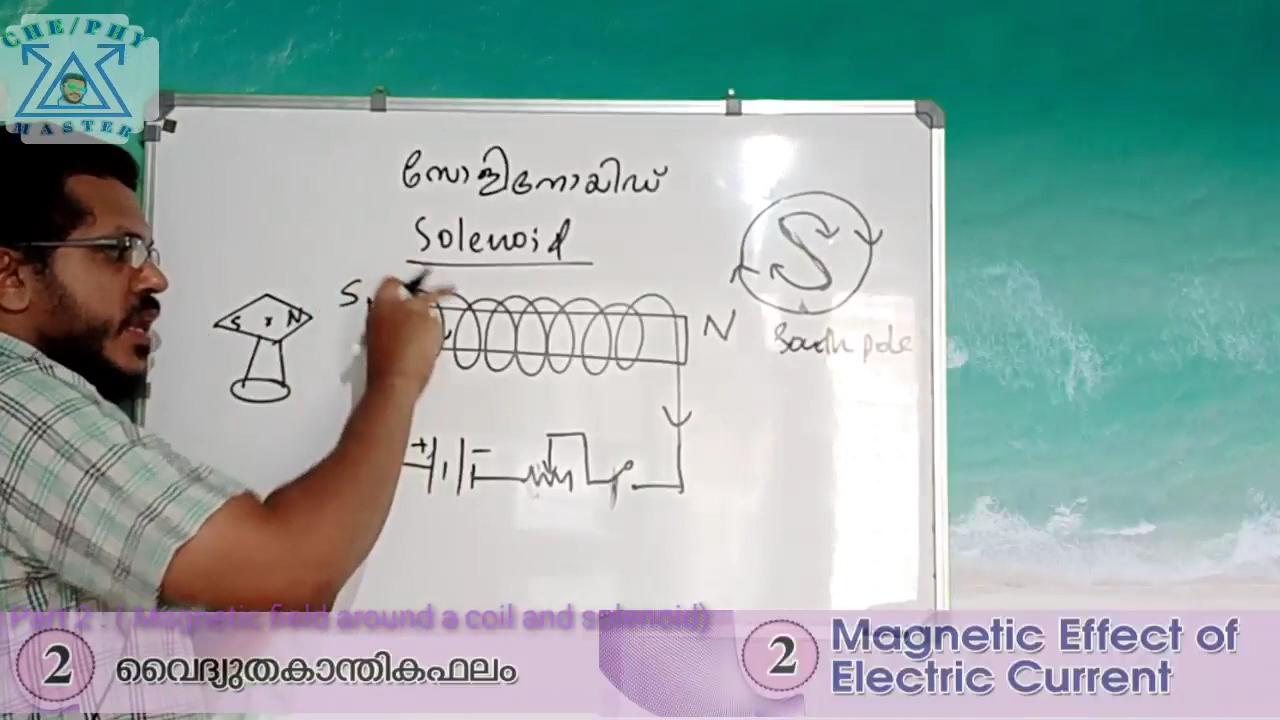 CHE/PHY
MASTER
സോളിനോയിഡ്
Solenoid
S
N
S
N
S
South pole
+
-
Part 2 : ( Magnetic field around a coil and solenoid)
2
വൈദ്യുതകാന്തികഫലം
2
Magnetic Effect of
Electric Current